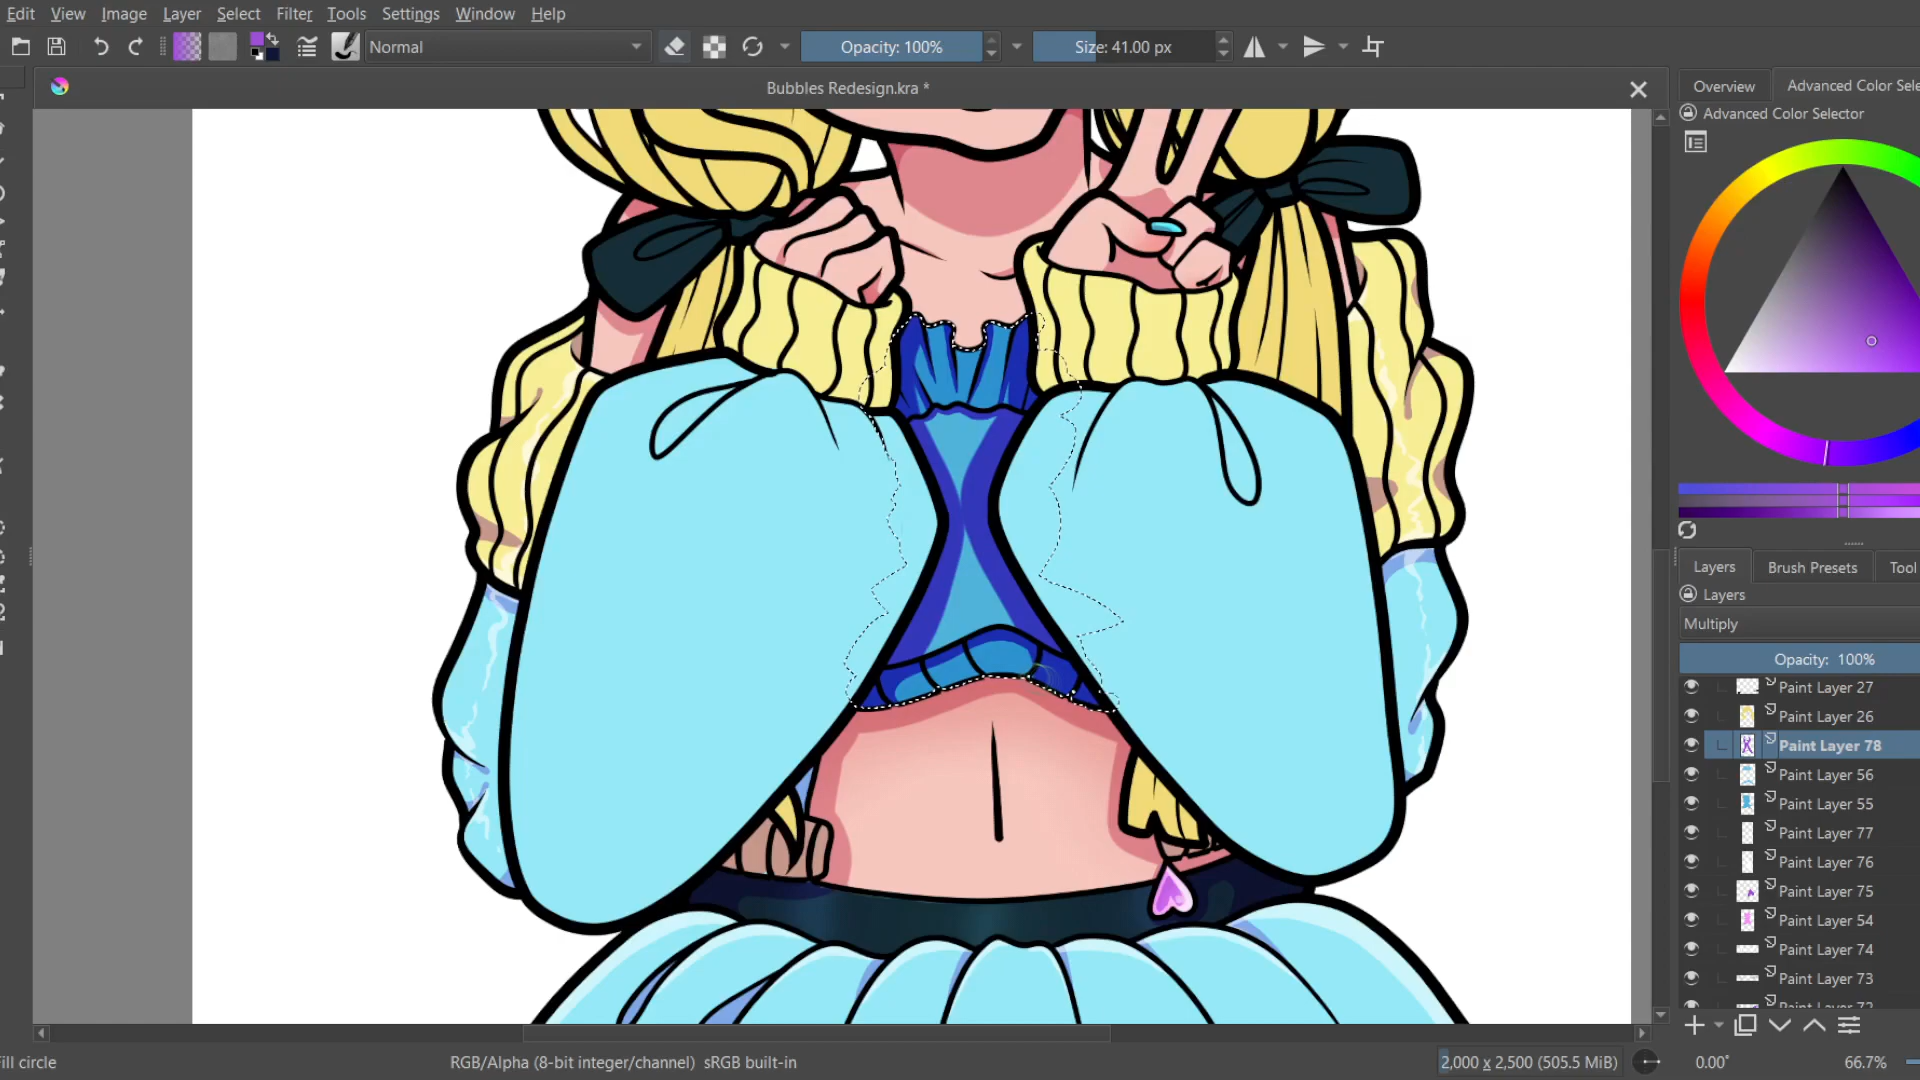 Edit View Image Layer Select Filter Tools Settings Window Help
Normal Opacity: 100% Size: 41.00 px
Bubbles Redesign.kra *
Overview Advanced Color Sele
Advanced Color Selector
Layers Brush Presets Tool
Layers
Multiply
Opacity: 100%
Paint Layer 27
Paint Layer 26
Paint Layer 78
Paint Layer 56
Paint Layer 55
Paint Layer 77
Paint Layer 76
Paint Layer 75
Paint Layer 54
Paint Layer 74
Paint Layer 73
Paint Layer 72
ill circle RGB/Alpha (8-bit integer/channel) sRGB built-in 2,000 x 2,500 (505.5 MiB) 0.00° 66.7%